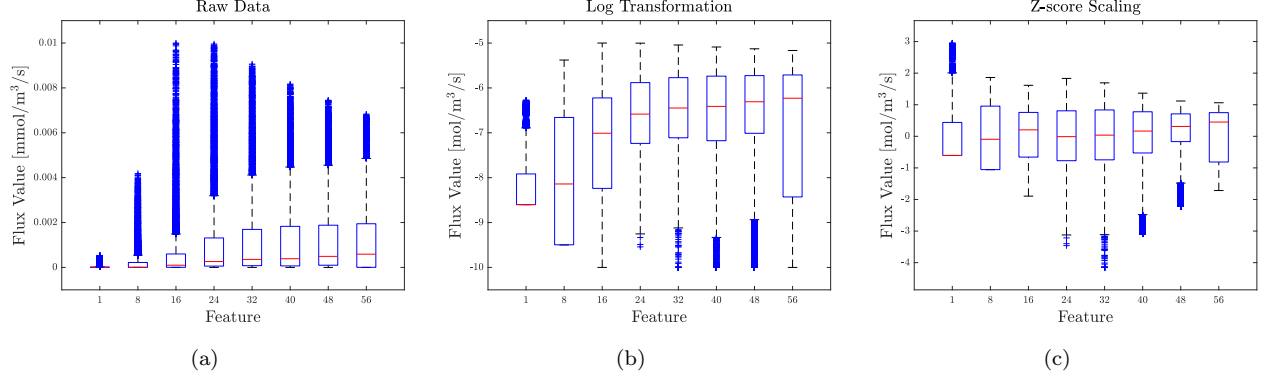 Raw Data
Flux Value [mmol/m³/s]
0.01
0.008
0.006
0.004
0.002
0
1 8 16 24 32 40 48 56
Feature
(a)
Log Transformation
Flux Value [mol/m³/s]
-5
-6
-7
-8
-9
-10
1 8 16 24 32 40 48 56
Feature
(b)
Z-score Scaling
Flux Value [mol/m³/s]
3
2
1
0
-1
-2
-3
-4
1 8 16 24 32 40 48 56
Feature
(c)